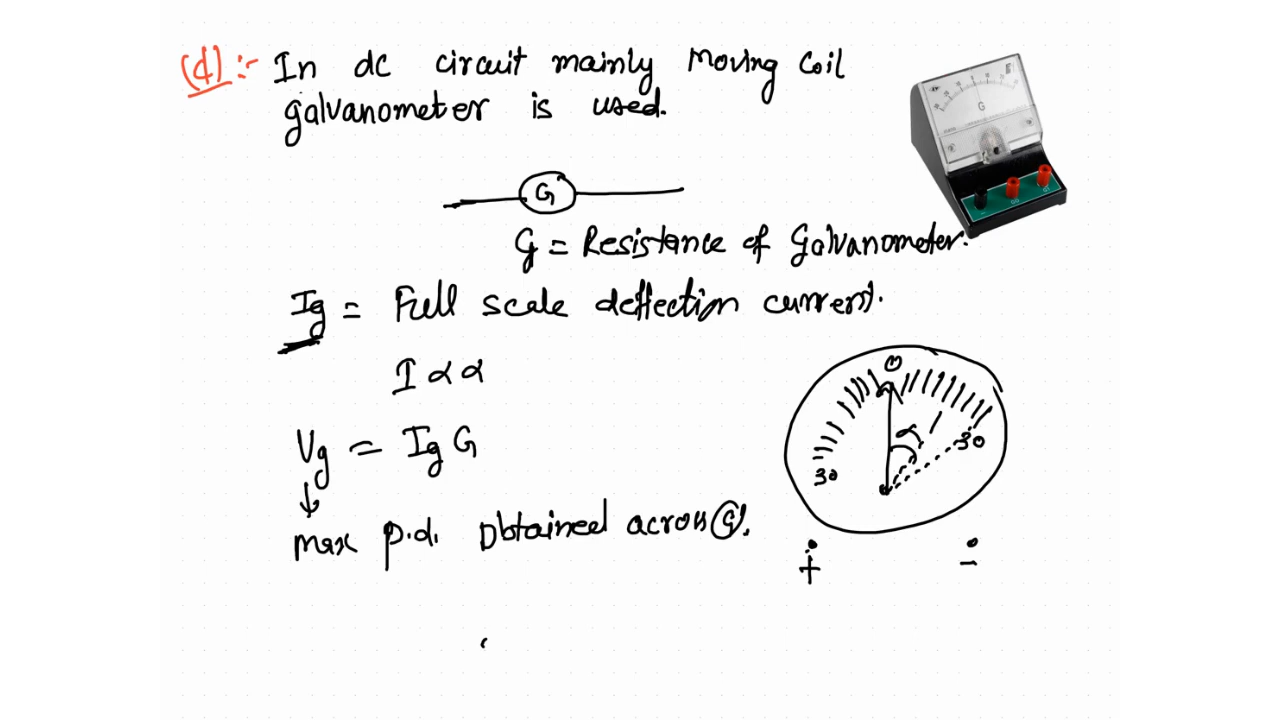 (d):- In dc circuit mainly Moving Coil
galvanometer is used.
G
G
G = Resistance of Galvanometer.
Ig = Full scale deflection current.
I ∝ α
Vg = Ig G
↓
max p.d. Obtained across G.
0
α
30
30
+ -